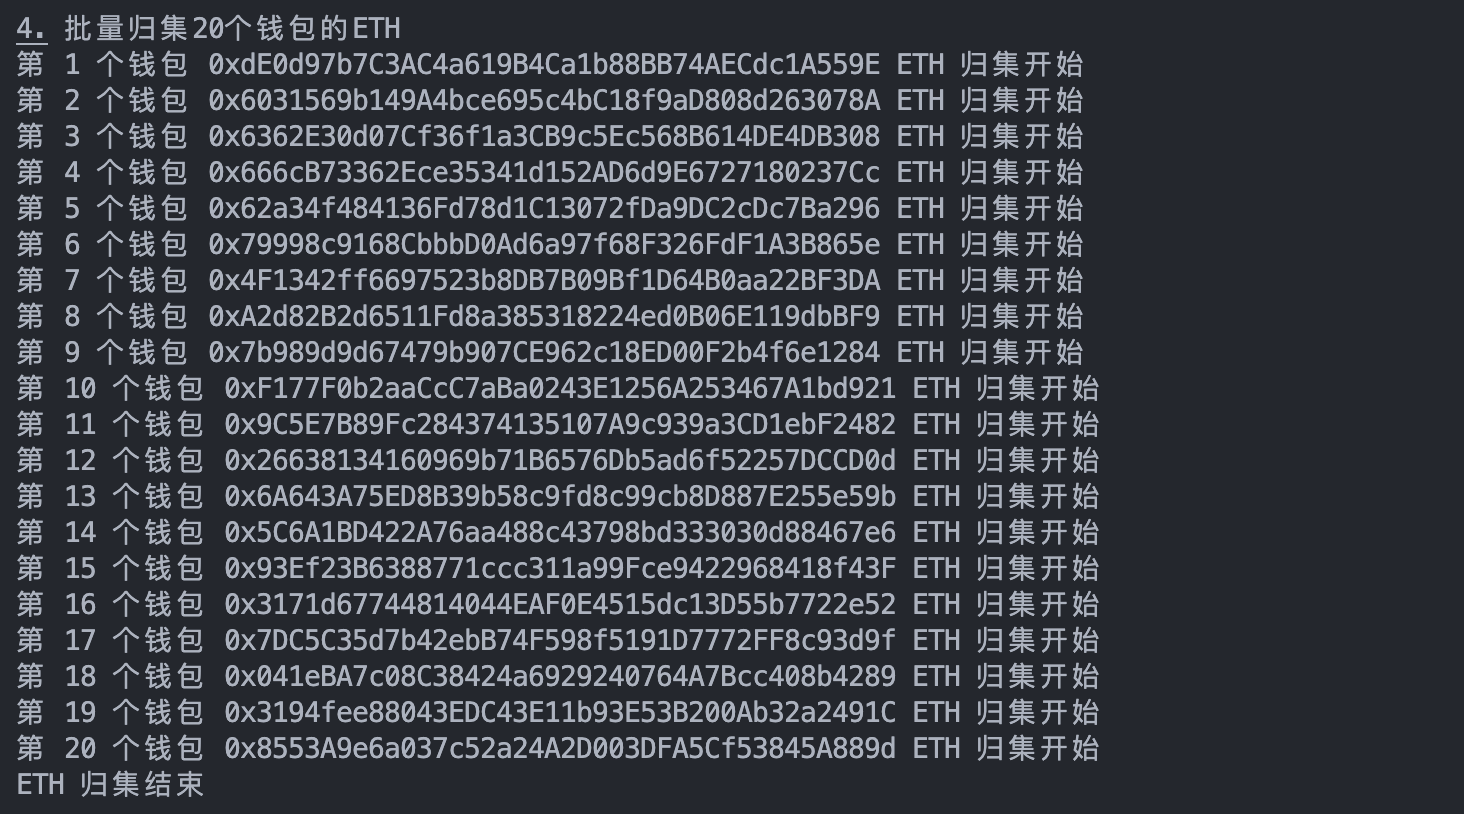 4. 批量归集20个钱包的ETH
第 1 个钱包 0xdE0d97b7C3AC4a619B4Ca1b88BB74AECdc1A559E ETH 归集开始
第 2 个钱包 0x6031569b149A4bce695c4bC18f9aD808d263078A ETH 归集开始
第 3 个钱包 0x6362E30d07Cf36f1a3CB9c5Ec568B614DE4DB308 ETH 归集开始
第 4 个钱包 0x666cB73362Ece35341d152AD6d9E6727180237Cc ETH 归集开始
第 5 个钱包 0x62a34f484136Fd78d1C13072fDa9DC2cDc7Ba296 ETH 归集开始
第 6 个钱包 0x79998c9168CbbbD0Ad6a97f68F326FdF1A3B865e ETH 归集开始
第 7 个钱包 0x4F1342ff6697523b8DB7B09Bf1D64B0aa22BF3DA ETH 归集开始
第 8 个钱包 0xA2d82B2d6511Fd8a385318224ed0B06E119dbBF9 ETH 归集开始
第 9 个钱包 0x7b989d9d67479b907CE962c18ED00F2b4f6e1284 ETH 归集开始
第 10 个钱包 0xF177F0b2aaCcC7aBa0243E1256A253467A1bd921 ETH 归集开始
第 11 个钱包 0x9C5E7B89Fc284374135107A9c939a3CD1ebF2482 ETH 归集开始
第 12 个钱包 0x26638134160969b71B6576Db5ad6f52257DCCD0d ETH 归集开始
第 13 个钱包 0x6A643A75ED8B39b58c9fd8c99cb8D887E255e59b ETH 归集开始
第 14 个钱包 0x5C6A1BD422A76aa488c43798bd333030d88467e6 ETH 归集开始
第 15 个钱包 0x93Ef23B6388771ccc311a99Fce9422968418f43F ETH 归集开始
第 16 个钱包 0x3171d67744814044EAF0E4515dc13D55b7722e52 ETH 归集开始
第 17 个钱包 0x7DC5C35d7b42ebB74F598f5191D7772FF8c93d9f ETH 归集开始
第 18 个钱包 0x041eBA7c08C38424a6929240764A7Bcc408b4289 ETH 归集开始
第 19 个钱包 0x3194fee88043EDC43E11b93E53B200Ab32a2491C ETH 归集开始
第 20 个钱包 0x8553A9e6a037c52a24A2D003DFA5Cf53845A889d ETH 归集开始
ETH 归集结束